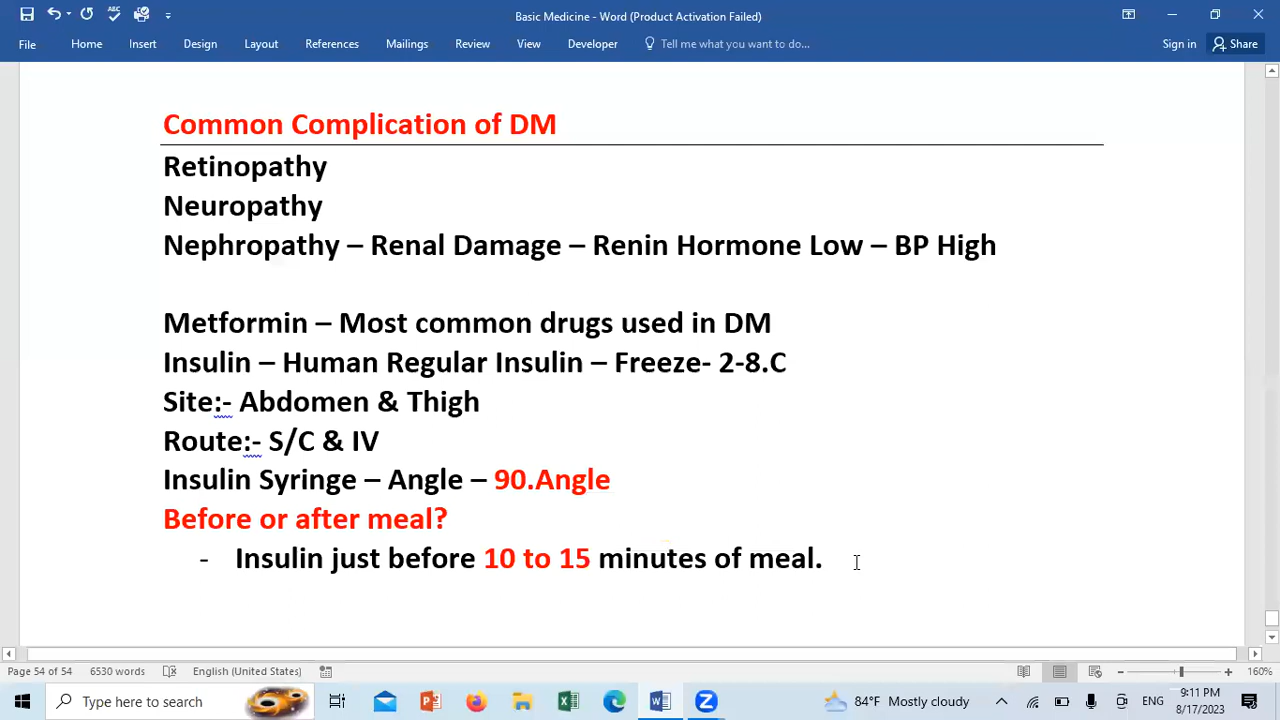 Basic Medicine - Word (Product Activation Failed)
File Home Insert Design Layout References Mailings Review View Developer Tell me what you want to do... Sign in Share
Common Complication of DM
Retinopathy
Neuropathy
Nephropathy – Renal Damage – Renin Hormone Low – BP High
Metformin – Most common drugs used in DM
Insulin – Human Regular Insulin – Freeze- 2-8.C
Site:- Abdomen & Thigh
Route:- S/C & IV
Insulin Syringe – Angle – 90.Angle
Before or after meal?
- Insulin just before 10 to 15 minutes of meal.
Page 54 of 54 6530 words English (United States) 160%
Type here to search 84°F Mostly cloudy ENG 9:11 PM
8/17/2023